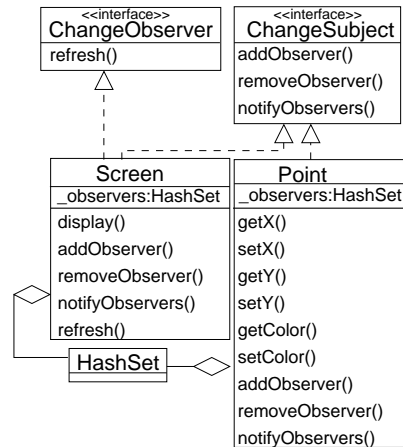 <<interface>>
ChangeObserver
refresh()
<<interface>>
ChangeSubject
addObserver()
removeObserver()
notifyObservers()
Screen
_observers:HashSet
display()
addObserver()
removeObserver()
notifyObservers()
refresh()
Point
_observers:HashSet
getX()
setX()
getY()
setY()
getColor()
setColor()
addObserver()
removeObserver()
notifyObservers()
HashSet